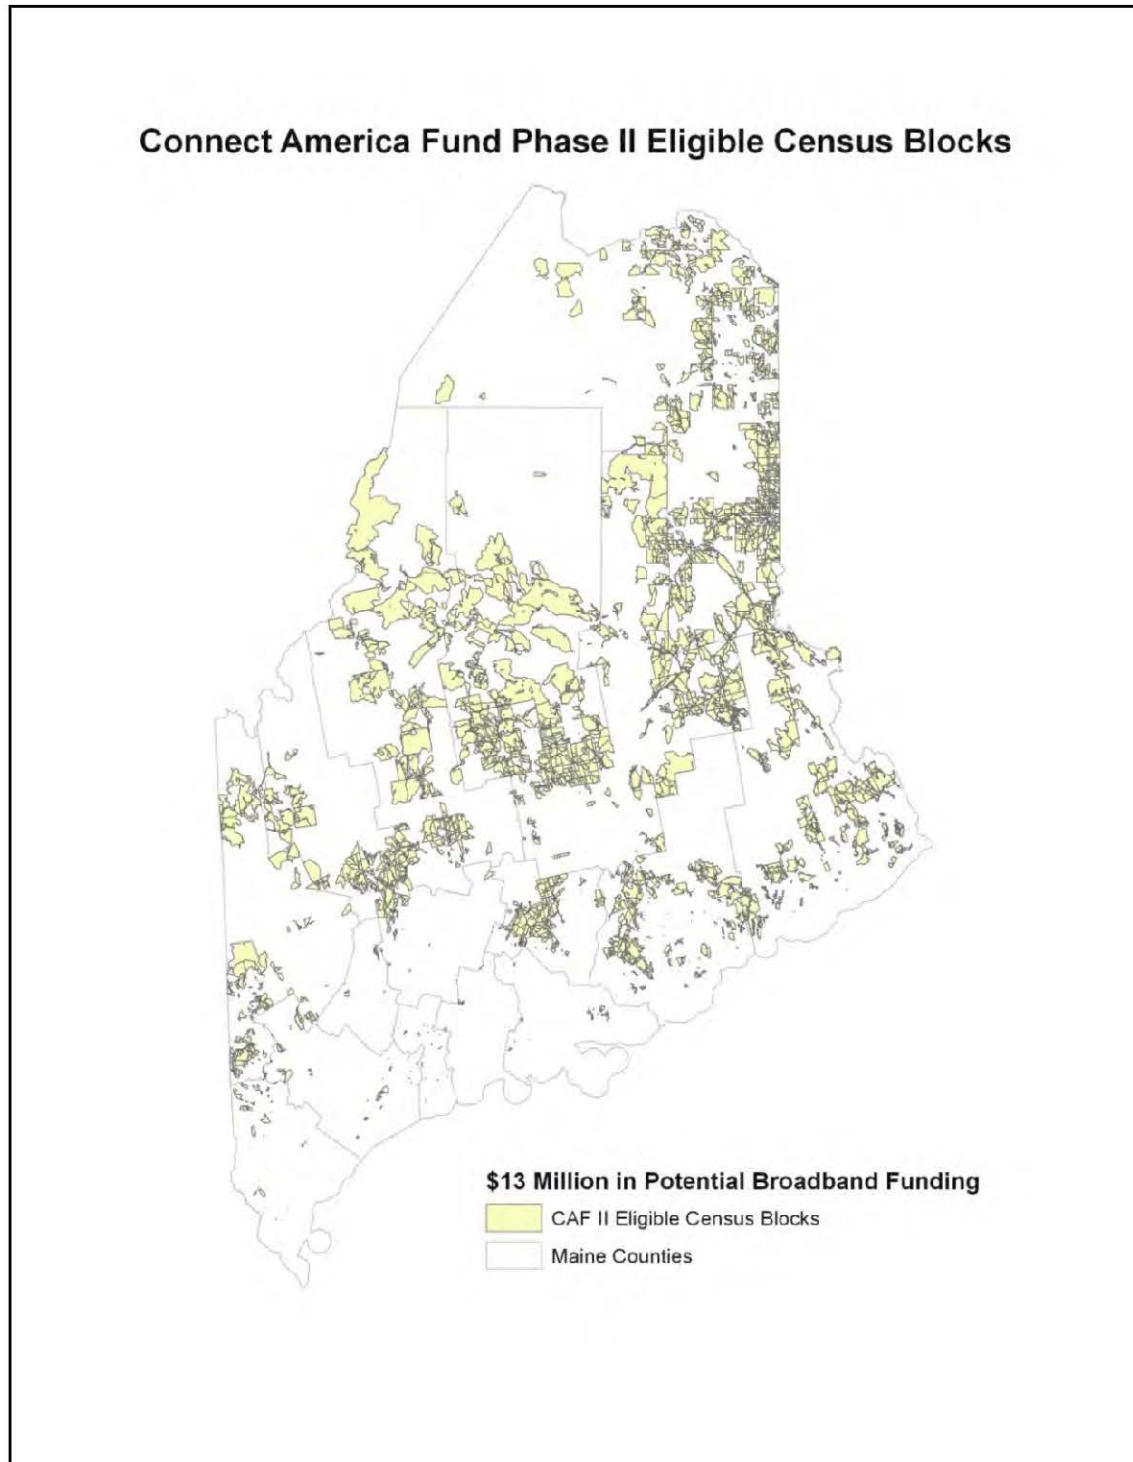 Connect America Fund Phase II Eligible Census Blocks
$13 Million in Potential Broadband Funding
CAF II Eligible Census Blocks
Maine Counties